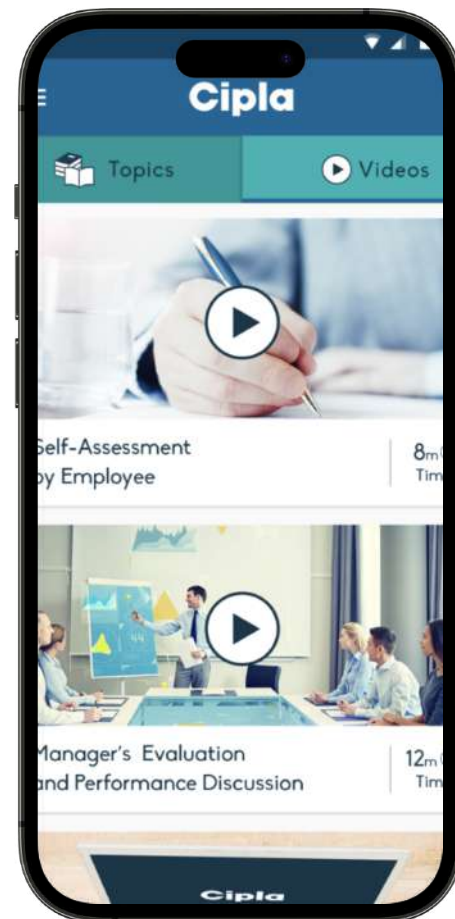 Cipla
Topics
Videos
Self-Assessment
by Employee
8m
Manager's Evaluation
and Performance Discussion
12m
Cipla